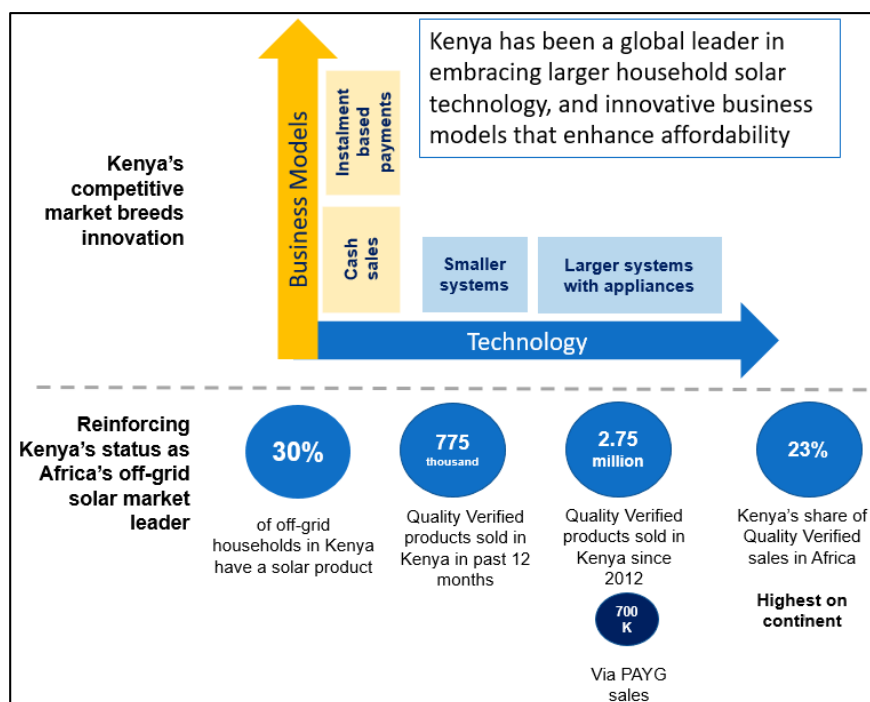 Kenya has been a global leader in
embracing larger household solar
technology, and innovative business
models that enhance affordability
Kenya's
competitive
market breeds
innovation
Business Models
Instalment
based
payments
Cash
sales
Smaller
systems
Larger systems
with appliances
Technology
Reinforcing
Kenya's status as
Africa's off-grid
solar market
leader
30%
of off-grid
households in Kenya
have a solar product
775
thousand
Quality Verified
products sold in
Kenya in past 12
months
2.75
million
Quality Verified
products sold in
Kenya since
2012
700
K
Via PAYG
sales
23%
Kenya's share of
Quality Verified
sales in Africa
Highest on
continent